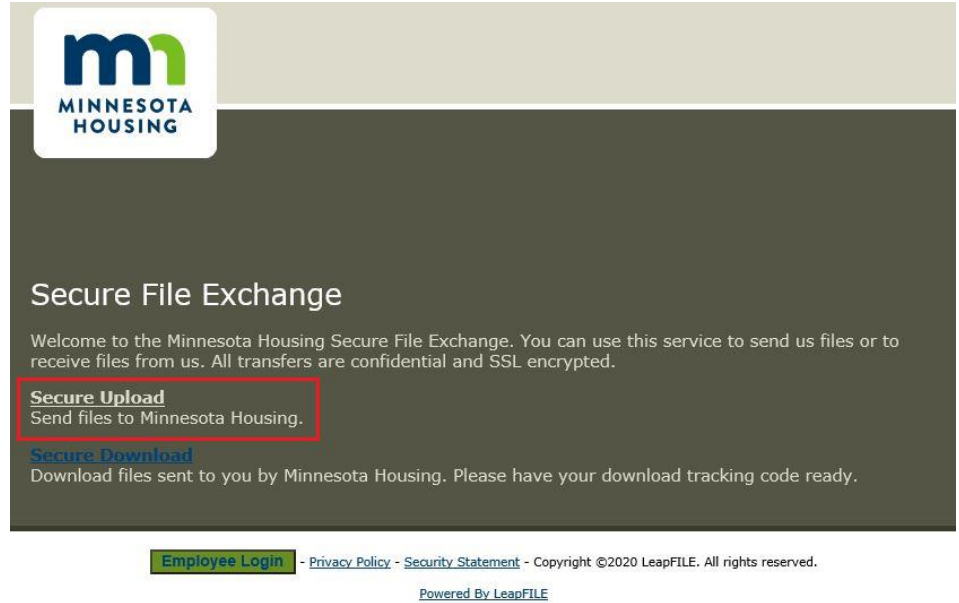 mn
MINNESOTA
HOUSING
Secure File Exchange
Welcome to the Minnesota Housing Secure File Exchange. You can use this service to send us files or to
receive files from us. All transfers are confidential and SSL encrypted.
Secure Upload
Send files to Minnesota Housing.
Secure Download
Download files sent to you by Minnesota Housing. Please have your download tracking code ready.
Employee Login - Privacy Policy - Security Statement - Copyright ©2020 LeapFILE. All rights reserved.
Powered By LeapFILE